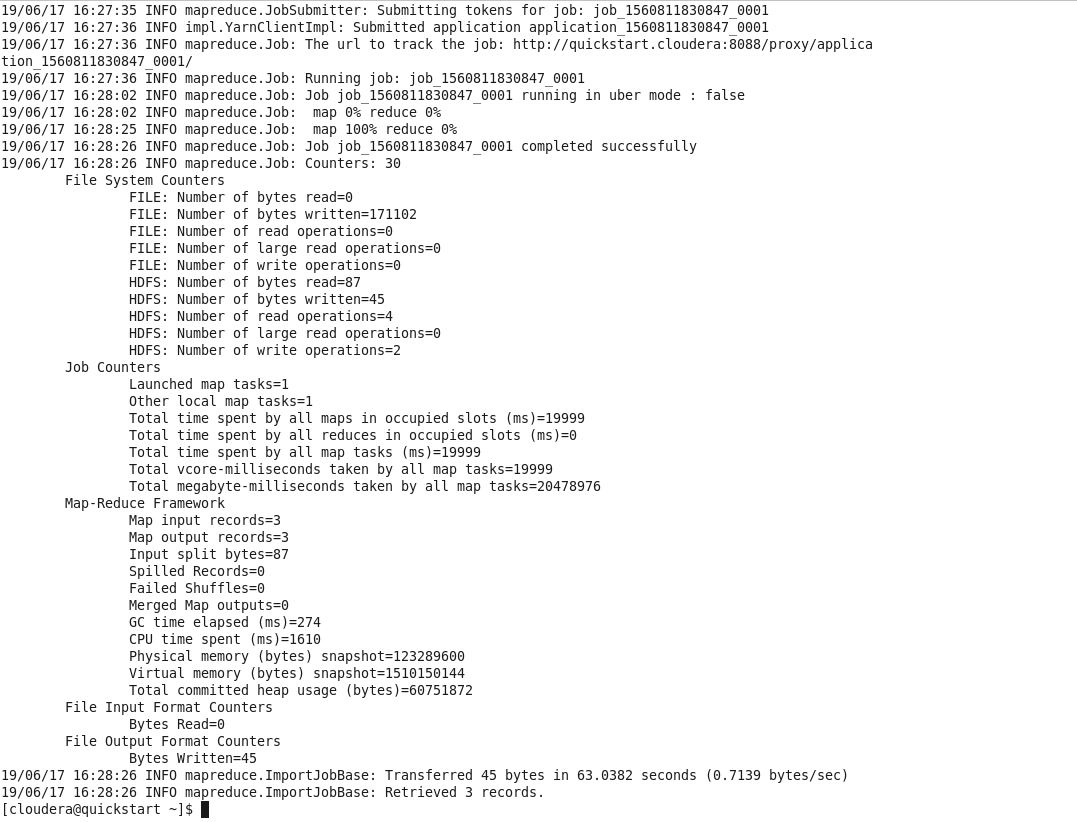 19/06/17 16:27:35 INFO mapreduce.JobSubmitter: Submitting tokens for job: job_1560811830847_0001
19/06/17 16:27:36 INFO impl.YarnClientImpl: Submitted application application_1560811830847_0001
19/06/17 16:27:36 INFO mapreduce.Job: The url to track the job: http://quickstart.cloudera:8088/proxy/applica
tion_1560811830847_0001/
19/06/17 16:27:36 INFO mapreduce.Job: Running job: job_1560811830847_0001
19/06/17 16:28:02 INFO mapreduce.Job: Job job_1560811830847_0001 running in uber mode : false
19/06/17 16:28:02 INFO mapreduce.Job:  map 0% reduce 0%
19/06/17 16:28:25 INFO mapreduce.Job:  map 100% reduce 0%
19/06/17 16:28:26 INFO mapreduce.Job: Job job_1560811830847_0001 completed successfully
19/06/17 16:28:26 INFO mapreduce.Job: Counters: 30
File System Counters
FILE: Number of bytes read=0
FILE: Number of bytes written=171102
FILE: Number of read operations=0
FILE: Number of large read operations=0
FILE: Number of write operations=0
HDFS: Number of bytes read=87
HDFS: Number of bytes written=45
HDFS: Number of read operations=4
HDFS: Number of large read operations=0
HDFS: Number of write operations=2
Job Counters
Launched map tasks=1
Other local map tasks=1
Total time spent by all maps in occupied slots (ms)=19999
Total time spent by all reduces in occupied slots (ms)=0
Total time spent by all map tasks (ms)=19999
Total vcore-milliseconds taken by all map tasks=19999
Total megabyte-milliseconds taken by all map tasks=20478976
Map-Reduce Framework
Map input records=3
Map output records=3
Input split bytes=87
Spilled Records=0
Failed Shuffles=0
Merged Map outputs=0
GC time elapsed (ms)=274
CPU time spent (ms)=1610
Physical memory (bytes) snapshot=123289600
Virtual memory (bytes) snapshot=1510150144
Total committed heap usage (bytes)=60751872
File Input Format Counters
Bytes Read=0
File Output Format Counters
Bytes Written=45
19/06/17 16:28:26 INFO mapreduce.ImportJobBase: Transferred 45 bytes in 63.0382 seconds (0.7139 bytes/sec)
19/06/17 16:28:26 INFO mapreduce.ImportJobBase: Retrieved 3 records.
[cloudera@quickstart ~]$